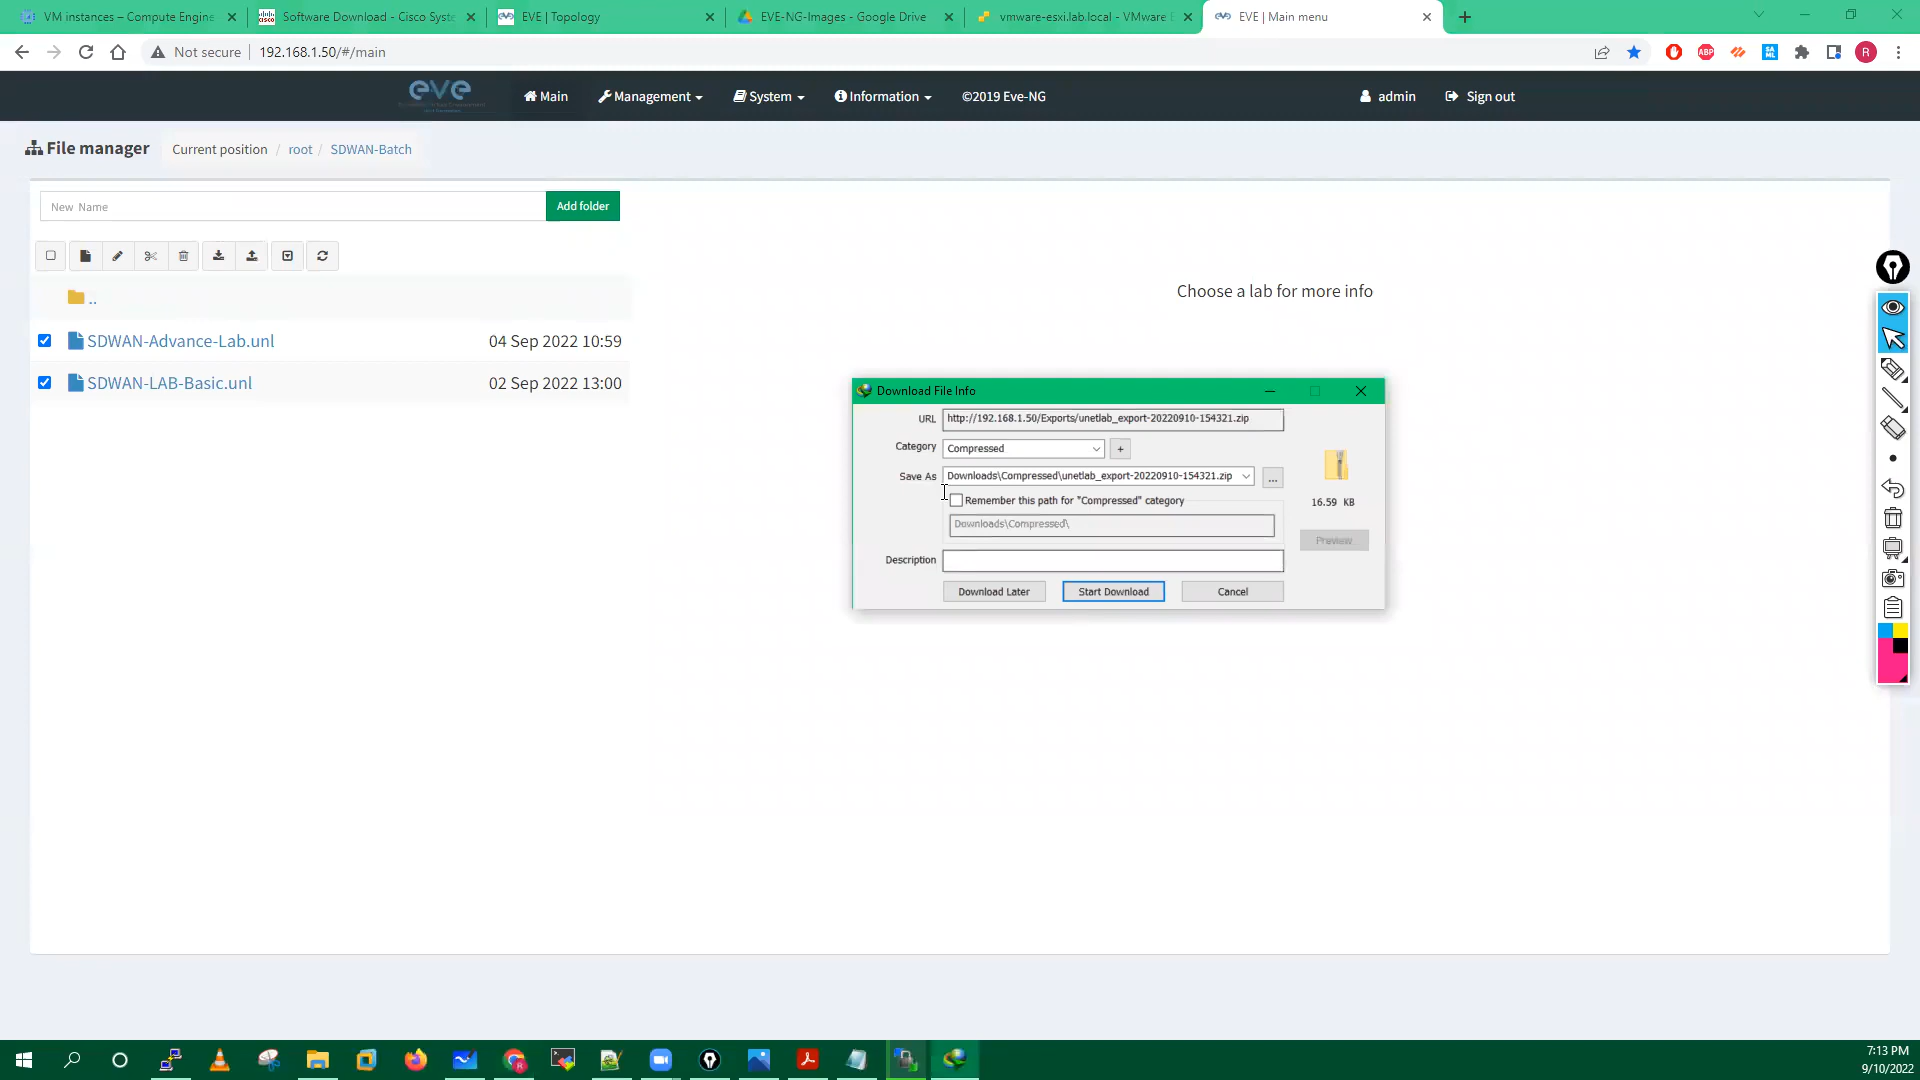 VM instances – Compute Engine
Software Download - Cisco Syste
EVE | Topology
EVE-NG-Images - Google Drive
vmware-esxi.lab.local - VMware E
EVE | Main menu
Not secure
192.168.1.50/#/main
ABP
R
eve
Main
Management
System
Information
©2019 Eve-NG
admin
Sign out
File manager
Current position / root / SDWAN-Batch
New Name
Add folder
..
SDWAN-Advance-Lab.unl
04 Sep 2022 10:59
SDWAN-LAB-Basic.unl
02 Sep 2022 13:00
Choose a lab for more info
Download File Info
URL
http://192.168.1.50/Exports/unetlab_export-20220910-154321.zip
Category
Compressed
+
Save As
Downloads\Compressed\unetlab_export-20220910-154321.zip
...
Remember this path for "Compressed" category
Downloads\Compressed\
16.59 KB
Preview
Description
Download Later
Start Download
Cancel
7:13 PM
9/10/2022